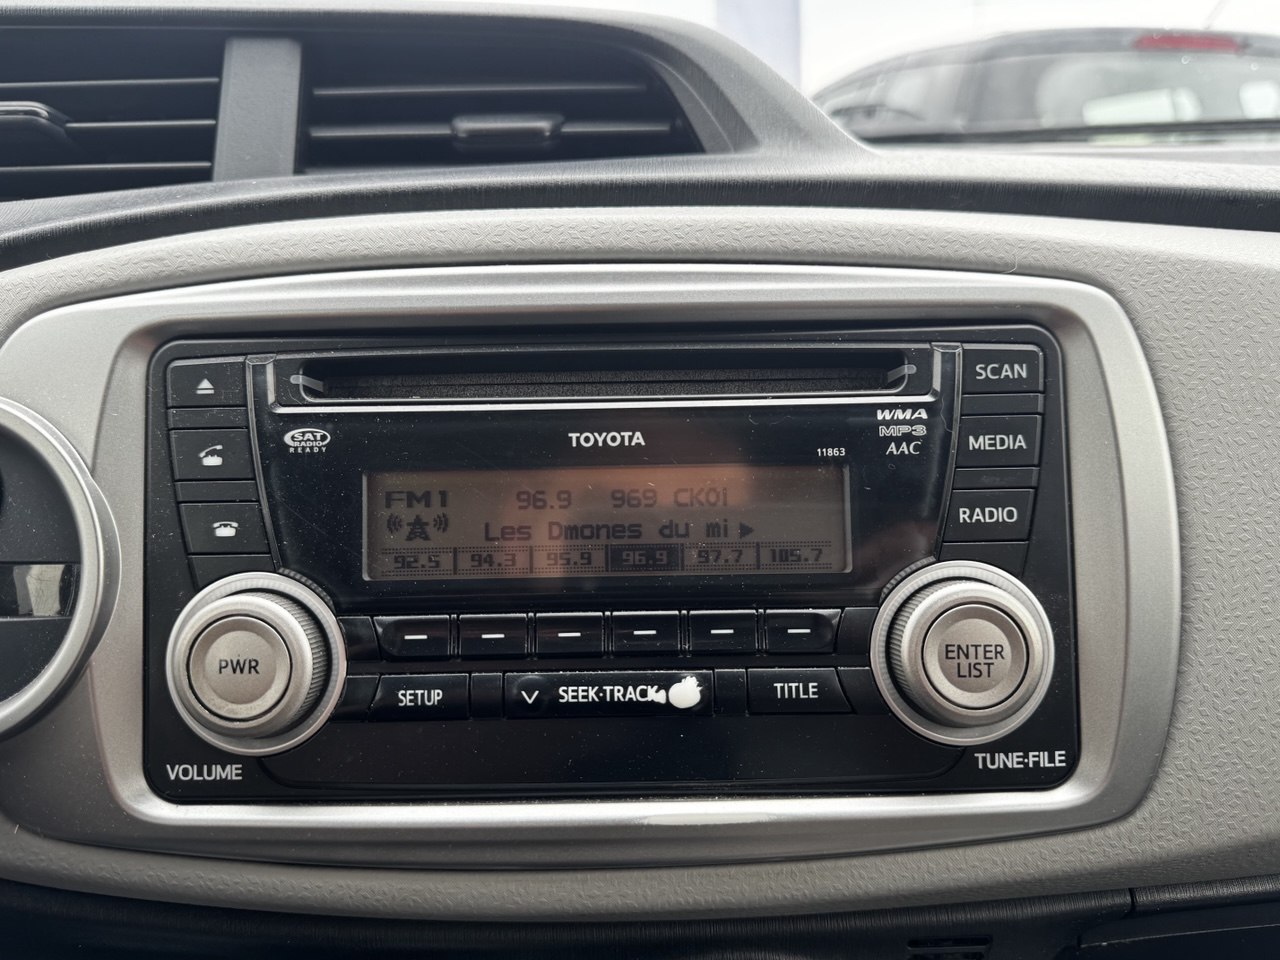 SCAN
WMA
MP3
AAC
SAT
RADIO
READY
TOYOTA
11863
MEDIA
FM1 96.9 969 CKOI
Les Dmones du mi
92.5 94.3 95.9 96.9 97.7 105.7
RADIO
PWR
ENTER
LIST
SETUP
SEEK·TRACK
TITLE
VOLUME
TUNE·FILE